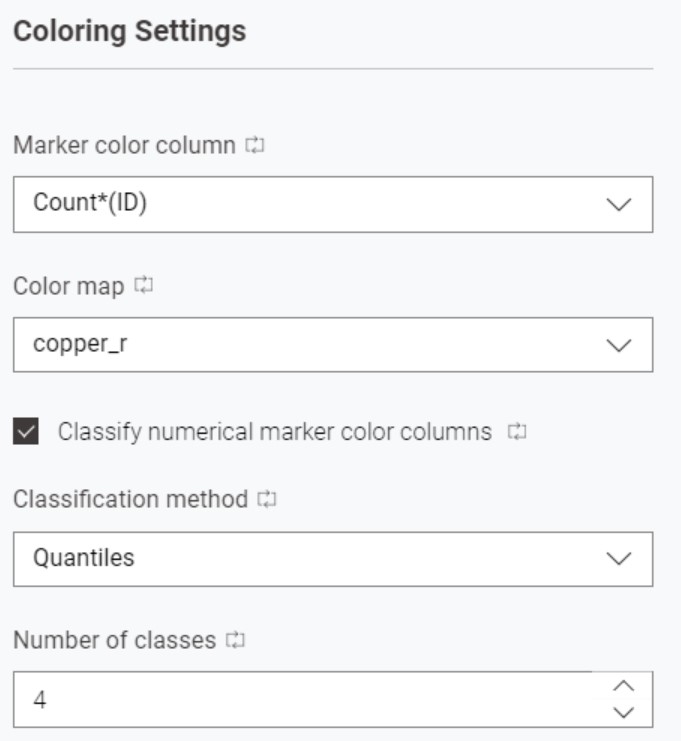 Coloring Settings
Marker color column
Count*(ID)
Color map
copper_r
Classify numerical marker color columns
Classification method
Quantiles
Number of classes
4